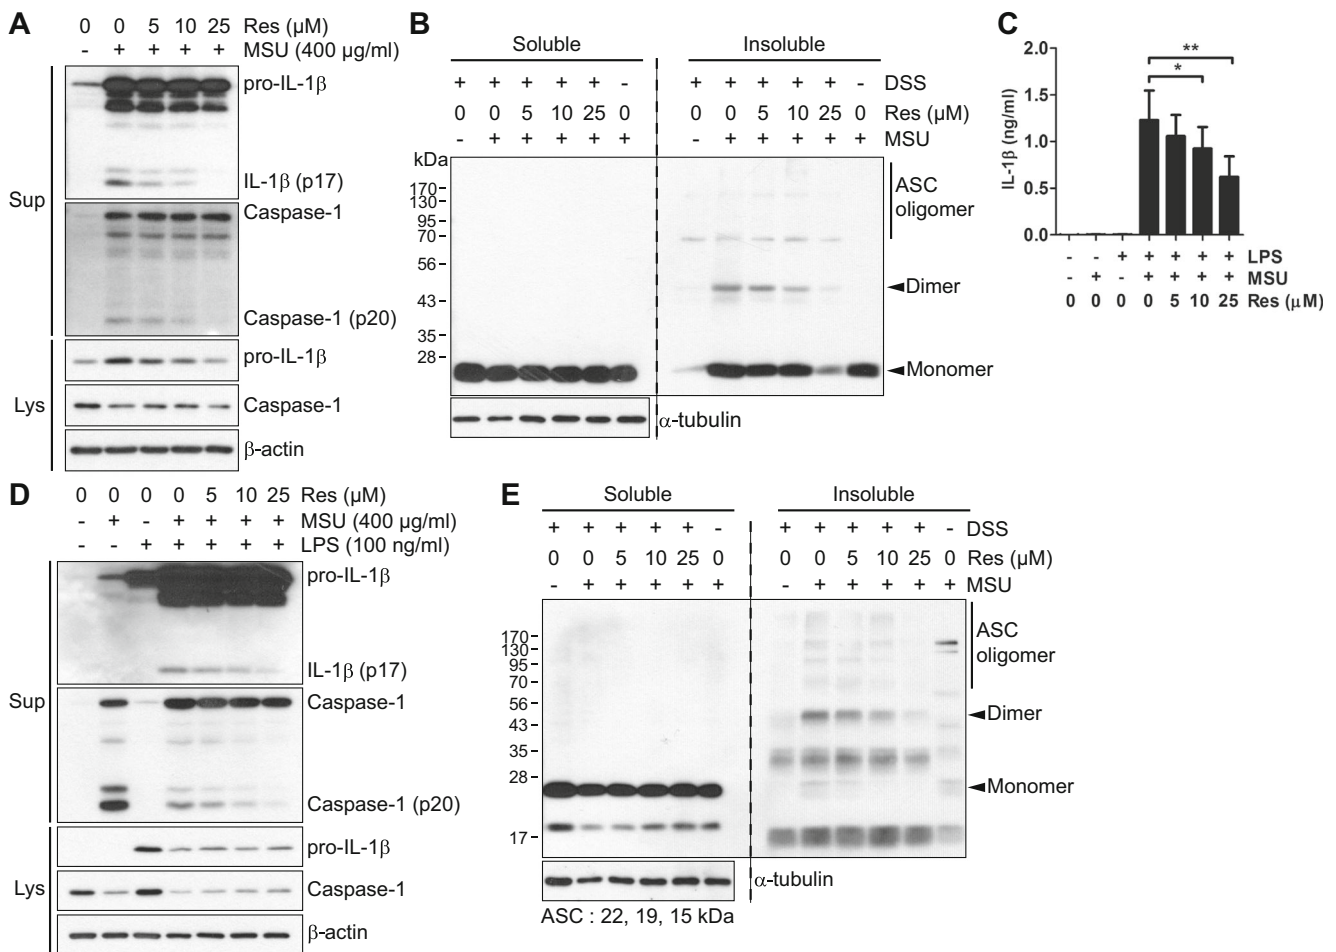 A
0 0 5 10 25 Res (µM)
- + + + + MSU (400 µg/ml)
Sup
pro-IL-1β
IL-1β (p17)
Caspase-1
Caspase-1 (p20)
Lys
pro-IL-1β
Caspase-1
β-actin
B
Soluble Insoluble
+ + + + + - + + + + + - DSS
0 0 5 10 25 0 0 0 5 10 25 0 Res (µM)
- + + + + + - + + + + + MSU
kDa
170
130
95
70
56
43
35
28
ASC
oligomer
Dimer
Monomer
α-tubulin
C
IL-1β (ng/ml)
2.0
1.5
1.0
0.5
0.0
**
*
- - + + + + + LPS
- + - + + + + MSU
0 0 0 0 5 10 25 Res (µM)
D
0 0 0 0 5 10 25 Res (µM)
- + - + + + + MSU (400 µg/ml)
- - + + + + + LPS (100 ng/ml)
Sup
pro-IL-1β
IL-1β (p17)
Caspase-1
Caspase-1 (p20)
Lys
pro-IL-1β
Caspase-1
β-actin
E
Soluble Insoluble
+ + + + + - + + + + + - DSS
0 0 5 10 25 0 0 0 5 10 25 0 Res (µM)
- + + + + + - + + + + + MSU
170
130
95
70
56
43
35
28
17
ASC
oligomer
Dimer
Monomer
α-tubulin
ASC : 22, 19, 15 kDa